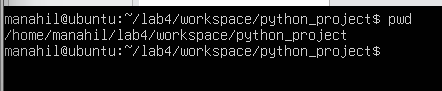 manahil@ubuntu:~/lab4/workspace/python_project$ pwd
/home/manahil/lab4/workspace/python_project
manahil@ubuntu:~/lab4/workspace/python_project$